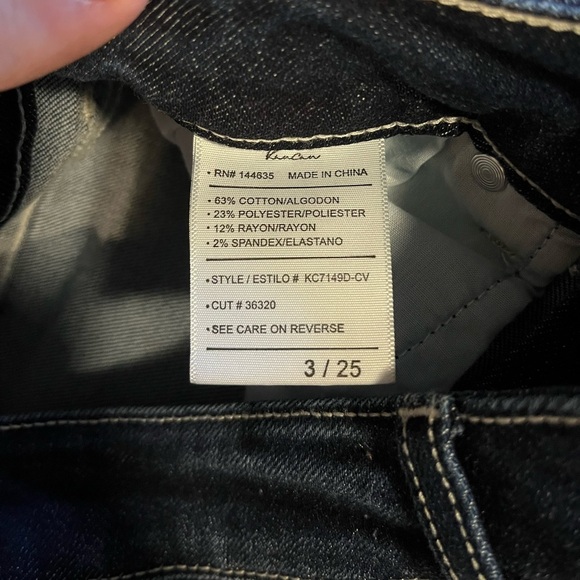 KanCan
• RN# 144635 MADE IN CHINA
• 63% COTTON/ALGODON
• 23% POLYESTER/POLIESTER
• 12% RAYON/RAYON
• 2% SPANDEX/ELASTANO
• STYLE / ESTILO # KC7149D-CV
• CUT # 36320
• SEE CARE ON REVERSE
3 / 25